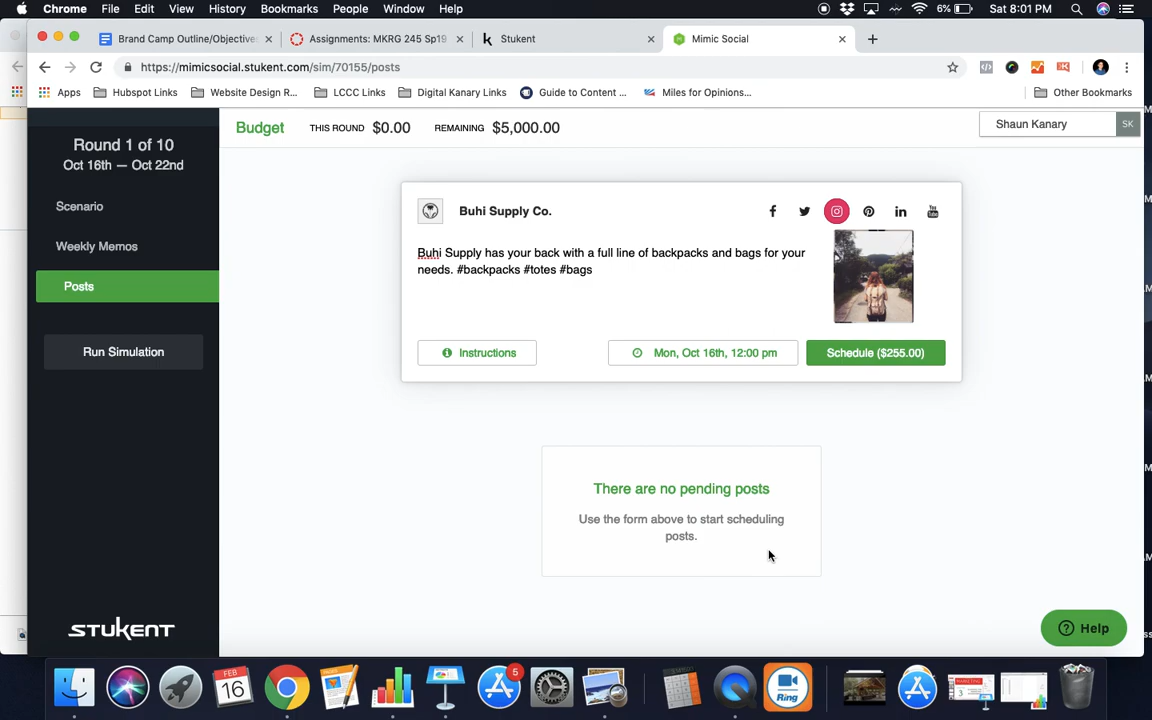 Chrome File Edit View History Bookmarks People Window Help 6% Sat 8:01 PM
Brand Camp Outline/Objective
Assignments: MKRG 245 Sp19
Stukent
Mimic Social
https://mimicsocial.stukent.com/sim/70155/posts
Apps Hubspot Links Website Design R... LCCC Links Digital Kanary Links Guide to Content ... Miles for Opinions... Other Bookmarks
Round 1 of 10
Oct 16th — Oct 22nd
Scenario
Weekly Memos
Posts
Run Simulation
STUKENT
Budget THIS ROUND $0.00 REMAINING $5,000.00
Shaun Kanary SK
Buhi Supply Co.
Buhi Supply has your back with a full line of backpacks and bags for your
needs. #backpacks #totes #bags
Instructions
Mon, Oct 16th, 12:00 pm
Schedule ($255.00)
There are no pending posts
Use the form above to start scheduling
posts.
Help
FEB
16
5
Ring